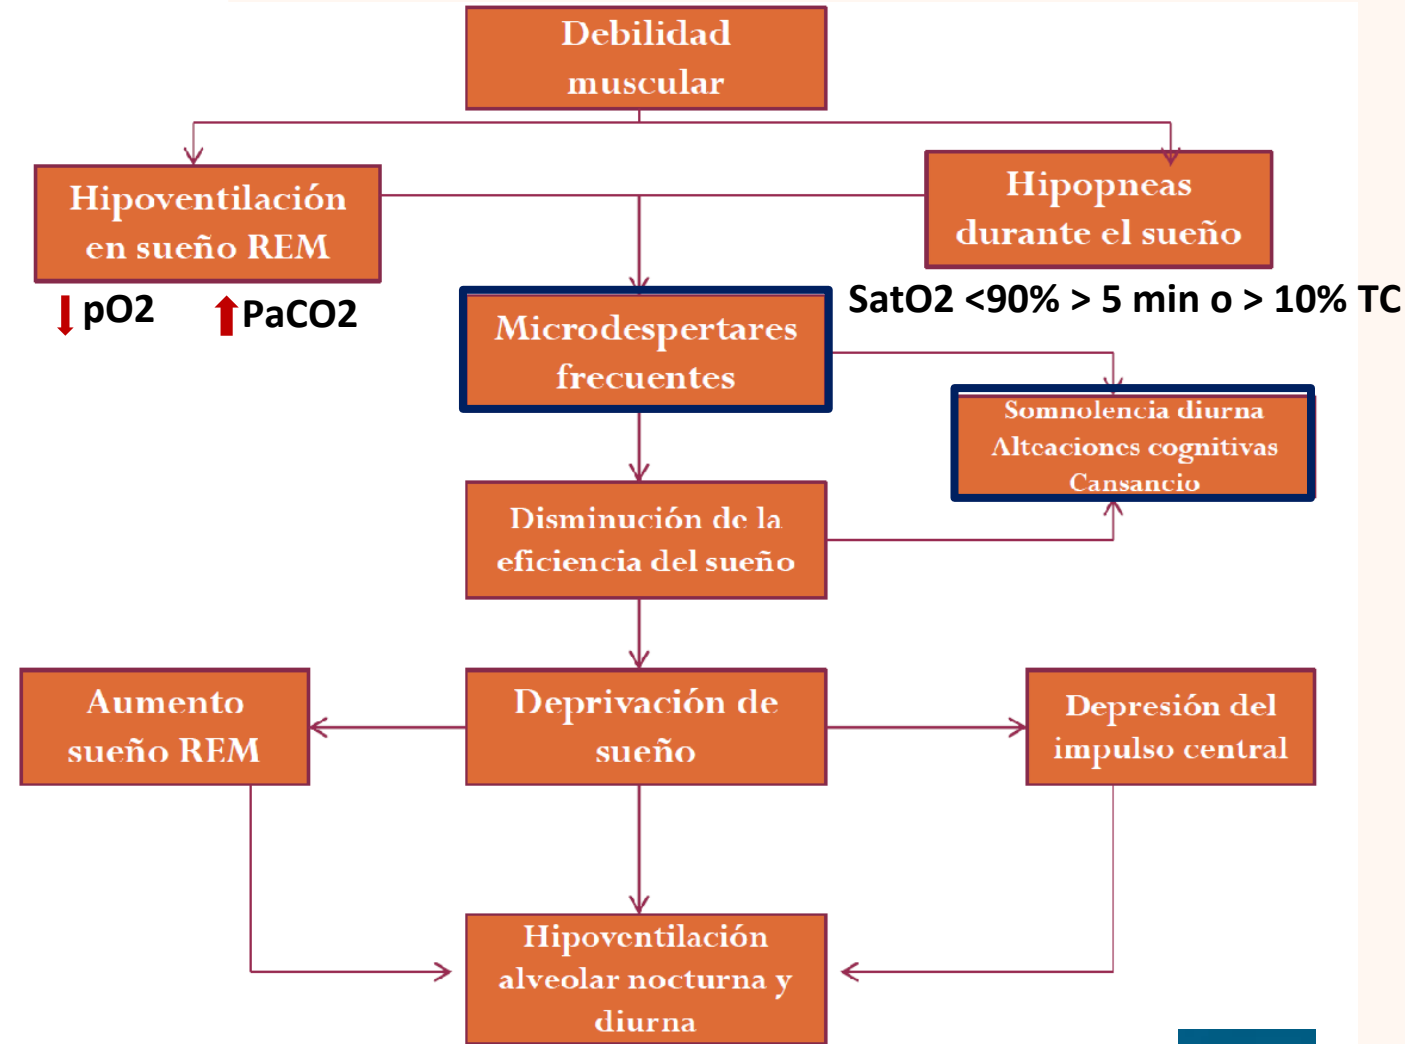 Debilidad
muscular
Hipoventilación
en sueño REM
Hipopneas
durante el sueño
pO2
PaCO2
SatO2 <90% > 5 min o > 10% TC
Microdespertares
frecuentes
Somnolencia diurna
Alteaciones cognitivas
Cansancio
Disminución de la
eficiencia del sueño
Aumento
sueño REM
Deprivación de
sueño
Depresión del
impulso central
Hipoventilación
alveolar nocturna y
diurna